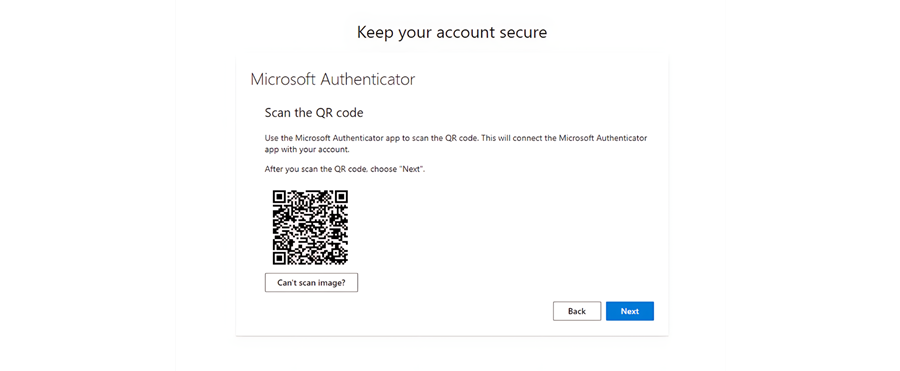 Keep your account secure
Microsoft Authenticator
Scan the QR code
Use the Microsoft Authenticator app to scan the QR code. This will connect the Microsoft Authenticator
app with your account.
After you scan the QR code, choose "Next".
Can't scan image?
Back
Next